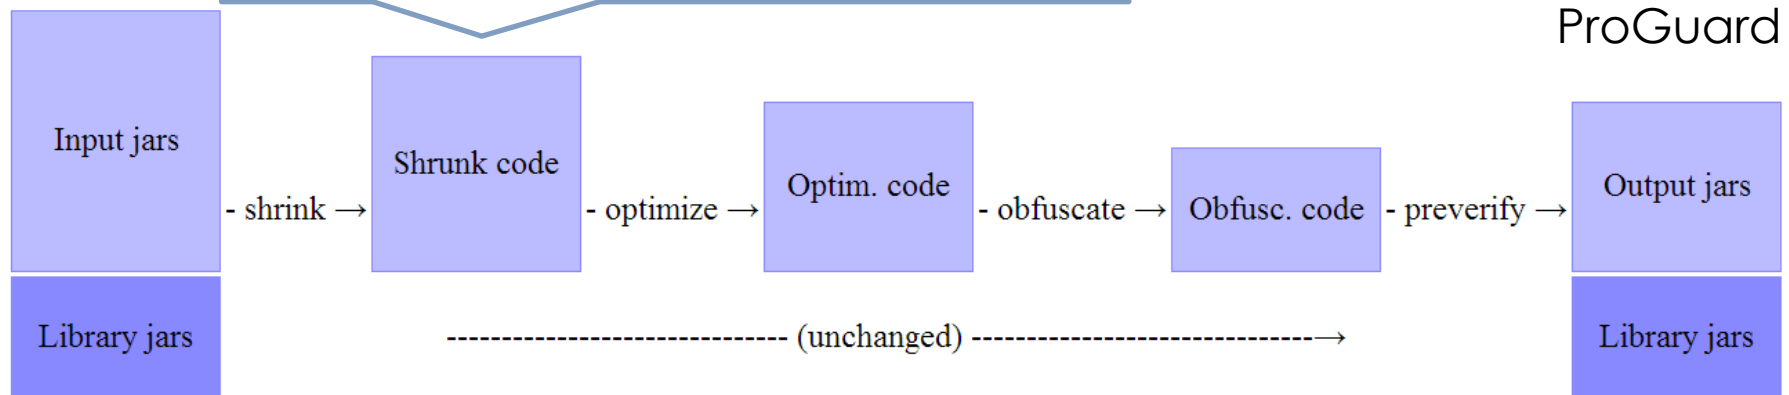 ProGuard
Input jars
- shrink →
Shrunk code
- optimize →
Optim. code
- obfuscate →
Obfusc. code
- preverify →
Output jars
Library jars
---------------------------- (unchanged) ----------------------------→
Library jars